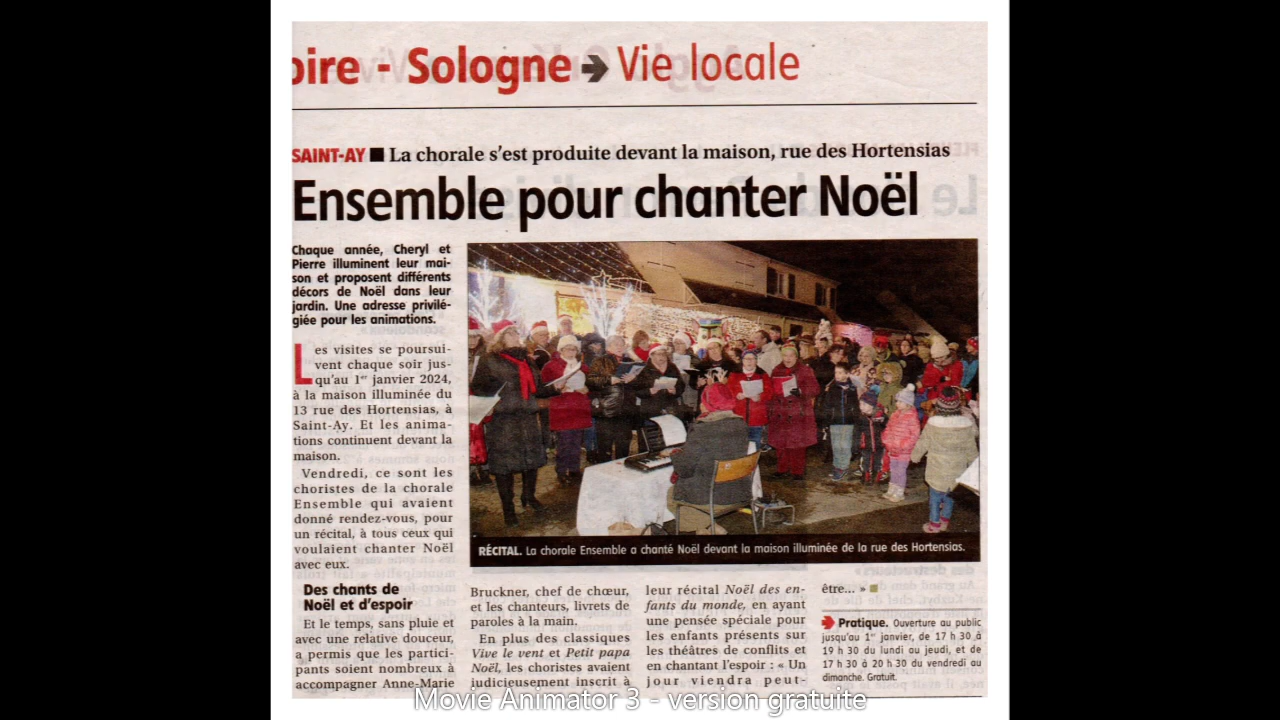 oire - Sologne → Vie locale
SAINT-AY ■ La chorale s'est produite devant la maison, rue des Hortensias
Ensemble pour chanter Noël
Chaque année, Cheryl et
Pierre illuminent leur mai-
son et proposent différents
décors de Noël dans leur
jardin. Une adresse privilé-
giée pour les animations.
Les visites se poursui-
vent chaque soir jus-
qu'au 1er janvier 2024,
à la maison illuminée du
13 rue des Hortensias, à
Saint-Ay. Et les anima-
tions continuent devant la
maison.
Vendredi, ce sont les
choristes de la chorale
Ensemble qui avaient
donné rendez-vous, pour
un récital, à tous ceux qui
voulaient chanter Noël
avec eux.
Des chants de
Noël et d'espoir
Et le temps, sans pluie et
avec une relative douceur,
a permis que les partici-
pants soient nombreux à
accompagner Anne-Marie
RÉCITAL. La chorale Ensemble a chanté Noël devant la maison illuminée de la rue des Hortensias.
Bruckner, chef de chœur,
et les chanteurs, livrets de
paroles à la main.
En plus des classiques
Vive le vent et Petit papa
Noël, les choristes avaient
judicieusement inscrit à
leur récital Noël des en-
fants du monde, en ayant
une pensée spéciale pour
les enfants présents sur
les théâtres de conflits et
en chantant l'espoir : « Un
jour viendra peut-
être... » ■
Pratique. Ouverture au public
jusqu'au 1er janvier, de 17 h 30 à
19 h 30 du lundi au jeudi, et de
17 h 30 à 20 h 30 du vendredi au
dimanche. Gratuit.
Movie Animator 3 - version gratuite